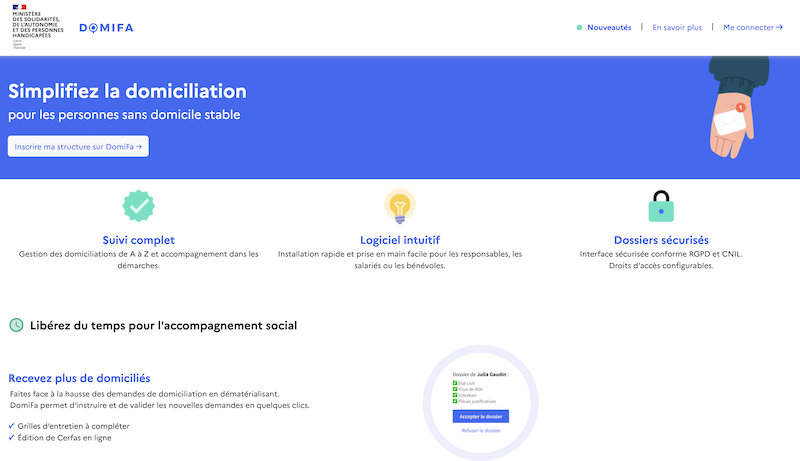 MINISTÈRE
DES SOLIDARITÉS,
DE L'AUTONOMIE
ET DES PERSONNES
HANDICAPÉES
Liberté
Égalité
Fraternité
DOMIFA
Nouveautés
En savoir plus
Me connecter →
Simplifiez la domiciliation
pour les personnes sans domicile stable
Inscrire ma structure sur DomiFa →
1
Suivi complet
Gestion des domiciliations de A à Z et accompagnement dans les
démarches.
Logiciel intuitif
Installation rapide et prise en main facile pour les responsables, les
salariés ou les bénévoles.
Dossiers sécurisés
Interface sécurisée conforme RGPD et CNIL.
Droits d'accès configurables.
Libérez du temps pour l'accompagnement social
Recevez plus de domiciliés
Faites face à la hausse des demandes de domiciliation en dématérialisant.
DomiFa permet d'instruire et de valider les nouvelles demandes en quelques clics.
✓ Grilles d'entretien à compléter
✓ Édition de Cerfas en ligne
Dossier de Julia Gaudin :
✅ Etat civil
✅ Prise de RDV
✅ Entretien
✅ Pièces justificatives
Accepter le dossier
Refuser le dossier